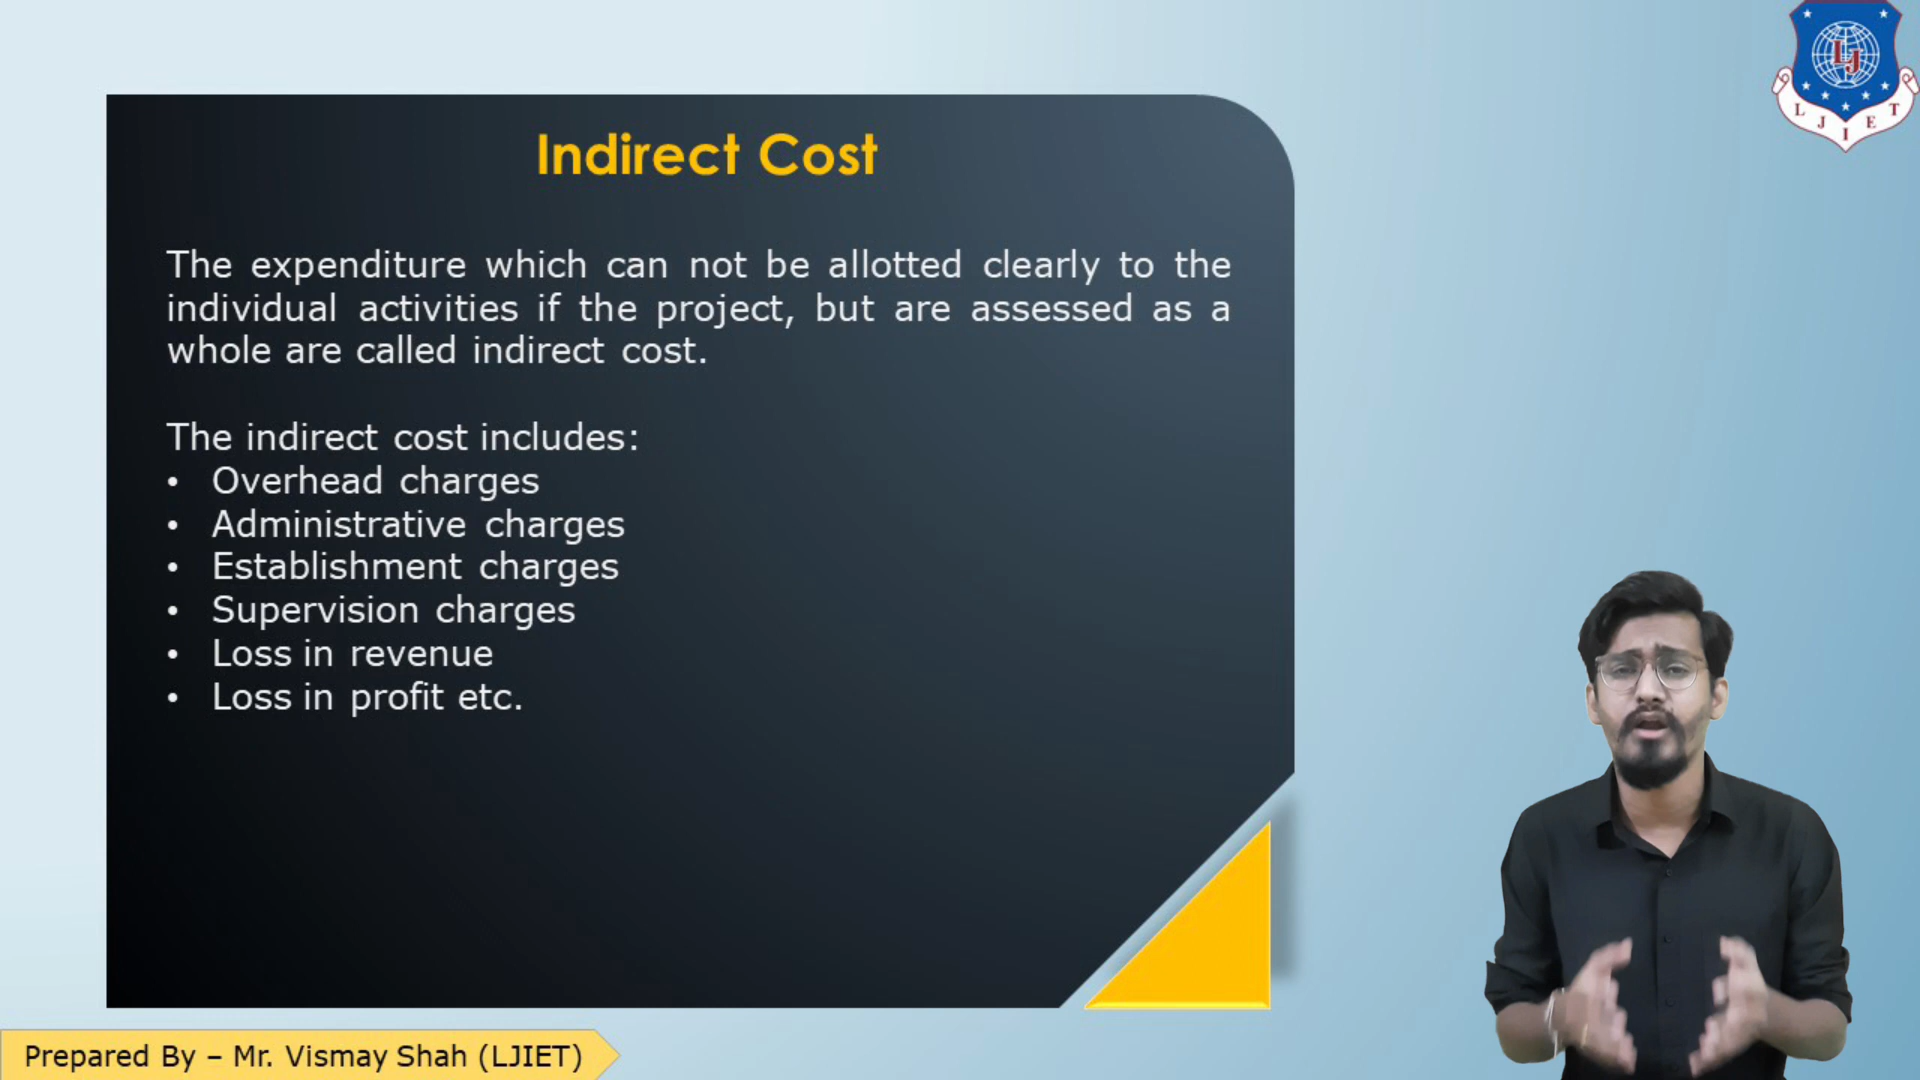 Indirect Cost
The expenditure which can not be allotted clearly to the
individual activities if the project, but are assessed as a
whole are called indirect cost.
The indirect cost includes:
• Overhead charges
• Administrative charges
• Establishment charges
• Supervision charges
• Loss in revenue
• Loss in profit etc.
Prepared By – Mr. Vismay Shah (LJIET)
LJ
L J I E T